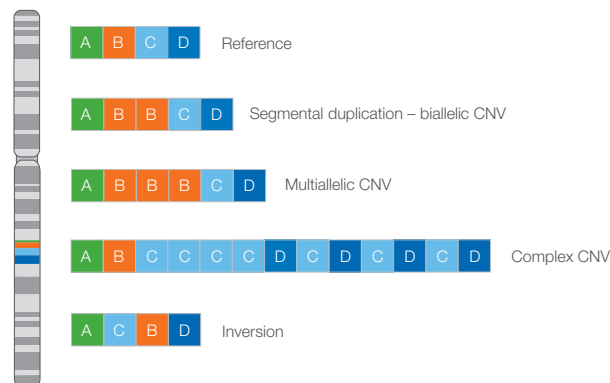 A B C D Reference
A B B C D Segmental duplication – biallelic CNV
A B B B C D Multiallelic CNV
A B C C C C D C D C D C D Complex CNV
A C B D Inversion